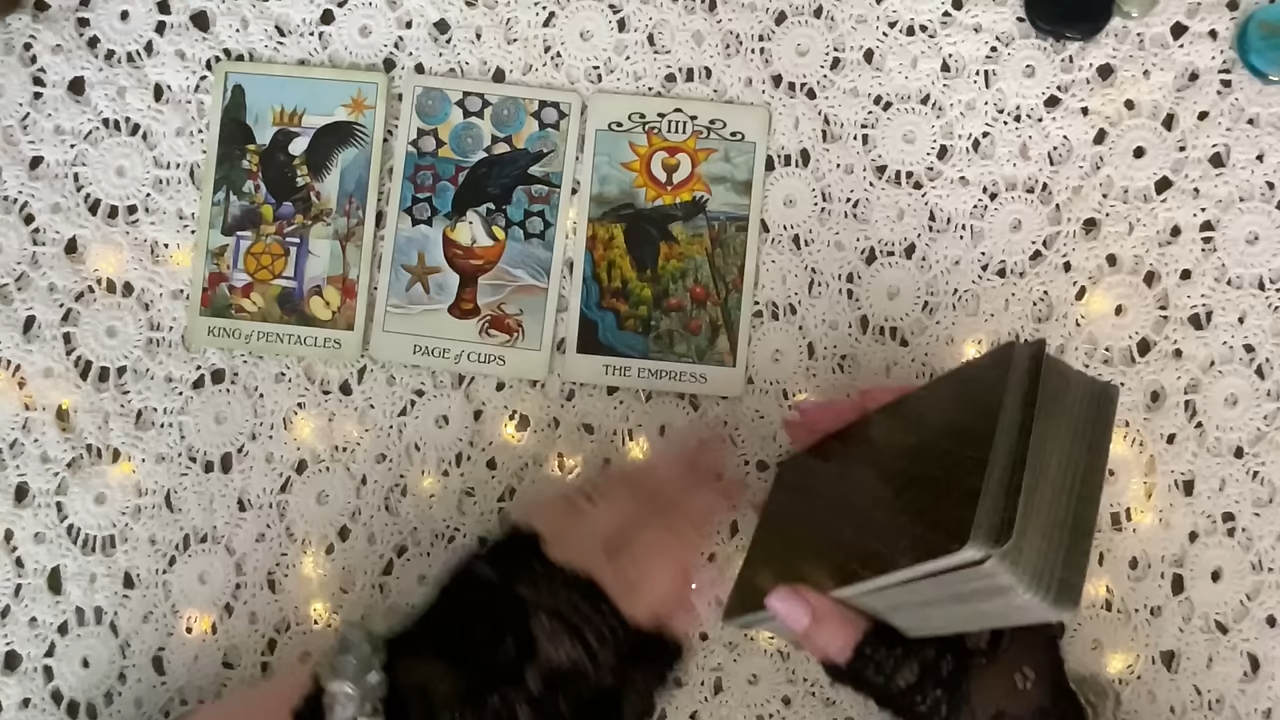 KING of PENTACLES
PAGE of CUPS
III
THE EMPRESS